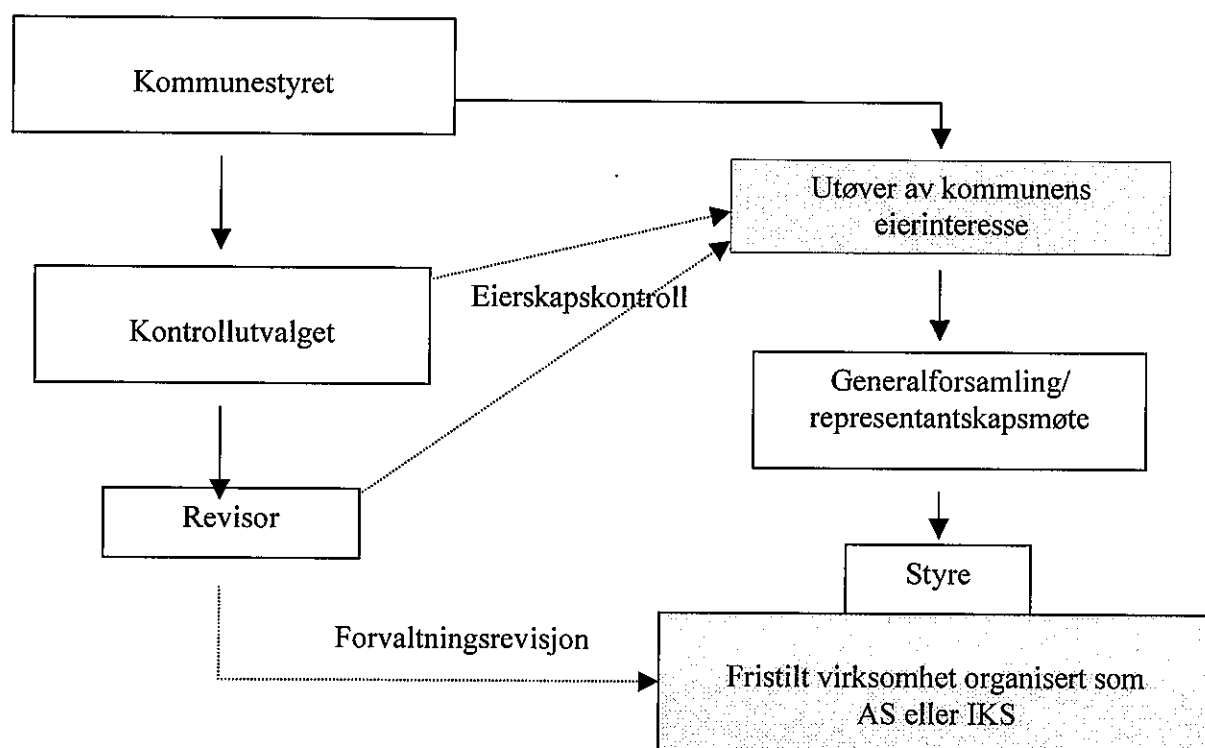 Kommunestyret
Utøver av kommunens
eierinteresse
Eierskapskontroll
Kontrollutvalget
Generalforsamling/
representantskapsmøte
Revisor
Styre
Forvaltningsrevisjon
Fristilt virksomhet organisert som
AS eller IKS